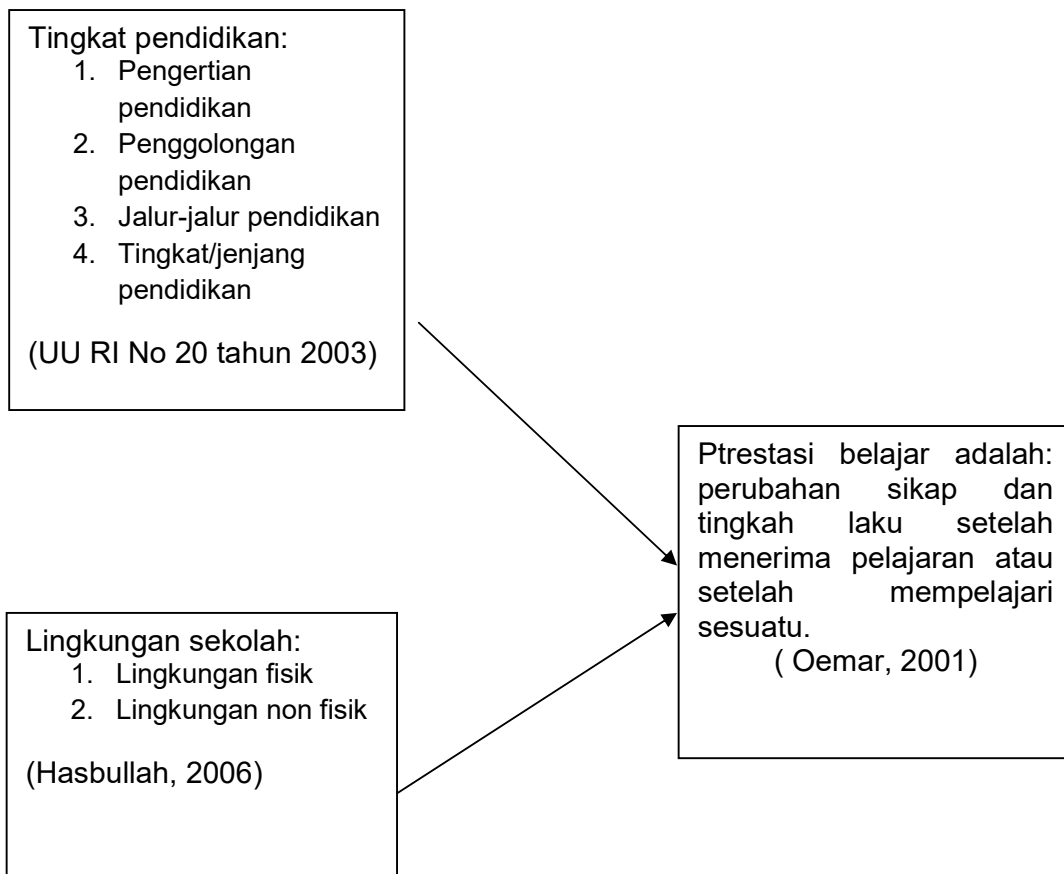 Tingkat pendidikan:
1. Pengertian
pendidikan
2. Penggolongan
pendidikan
3. Jalur-jalur pendidikan
4. Tingkat/jenjang
pendidikan
(UU RI No 20 tahun 2003)
Ptrestasi belajar adalah:
perubahan sikap dan
tingkah laku setelah
menerima pelajaran atau
setelah mempelajari
sesuatu.
( Oemar, 2001)
Lingkungan sekolah:
1. Lingkungan fisik
2. Lingkungan non fisik
(Hasbullah, 2006)